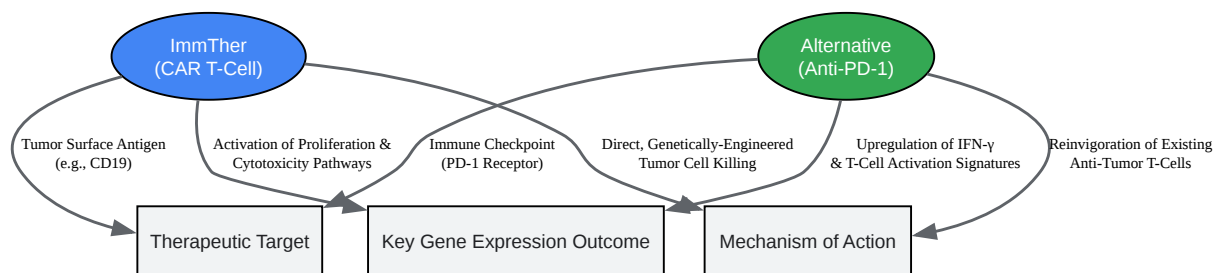 ImmTher
(CAR T-Cell)
Alternative
(Anti-PD-1)
Tumor Surface Antigen
(e.g., CD19)
Activation of Proliferation &
Cytotoxicity Pathways
Immune Checkpoint
(PD-1 Receptor)
Direct, Genetically-Engineered
Tumor Cell Killing
Upregulation of IFN-γ
& T-Cell Activation Signatures
Reinvigoration of Existing
Anti-Tumor T-Cells
Therapeutic Target
Key Gene Expression Outcome
Mechanism of Action